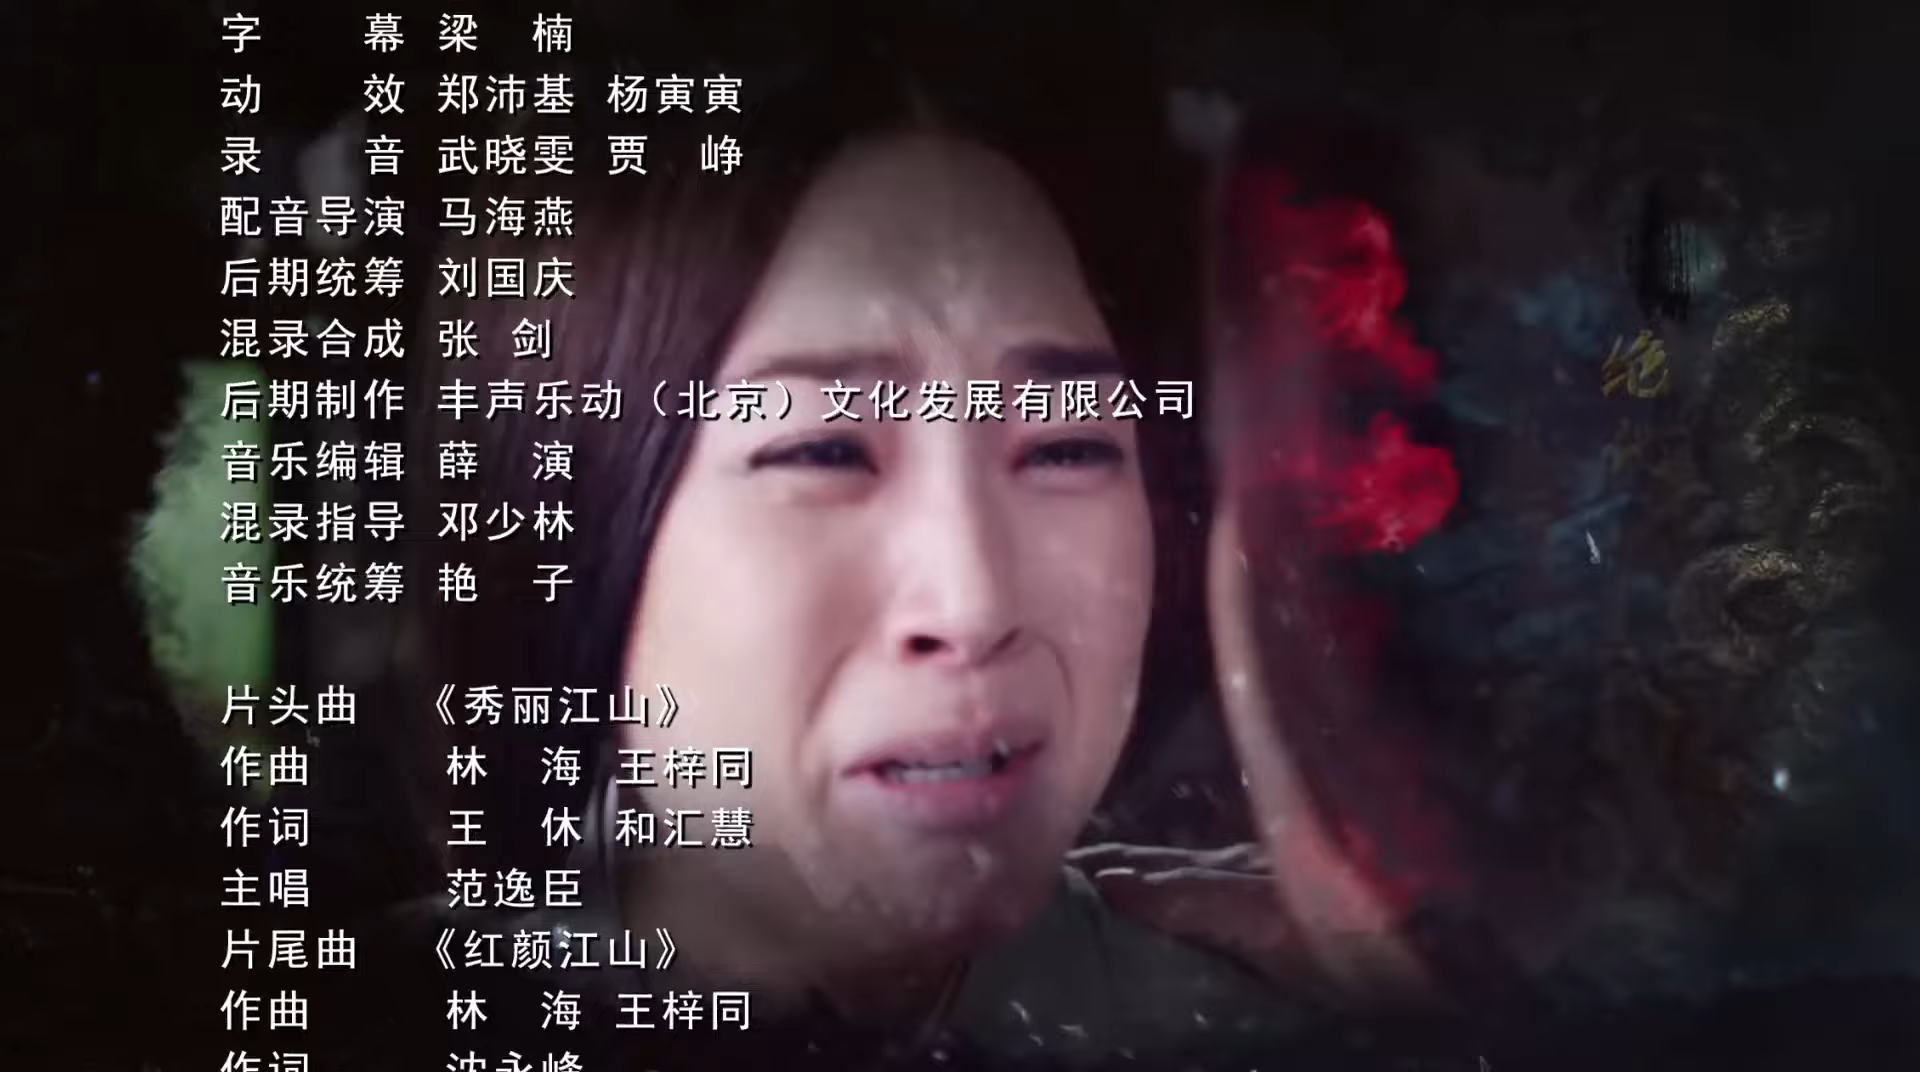 字幕 梁楠
动效 郑沛基 杨寅寅
录音 武晓雯 贾峥
配音导演 马海燕
后期统筹 刘国庆
混录合成 张剑
后期制作 丰声乐动（北京）文化发展有限公司
音乐编辑 薛演
混录指导 邓少林
音乐统筹 艳子
片头曲 《秀丽江山》
作曲 林海 王梓同
作词 王休 和汇慧
主唱 范逸臣
片尾曲 《红颜江山》
作曲 林海 王梓同
作词 沈永峰
绝